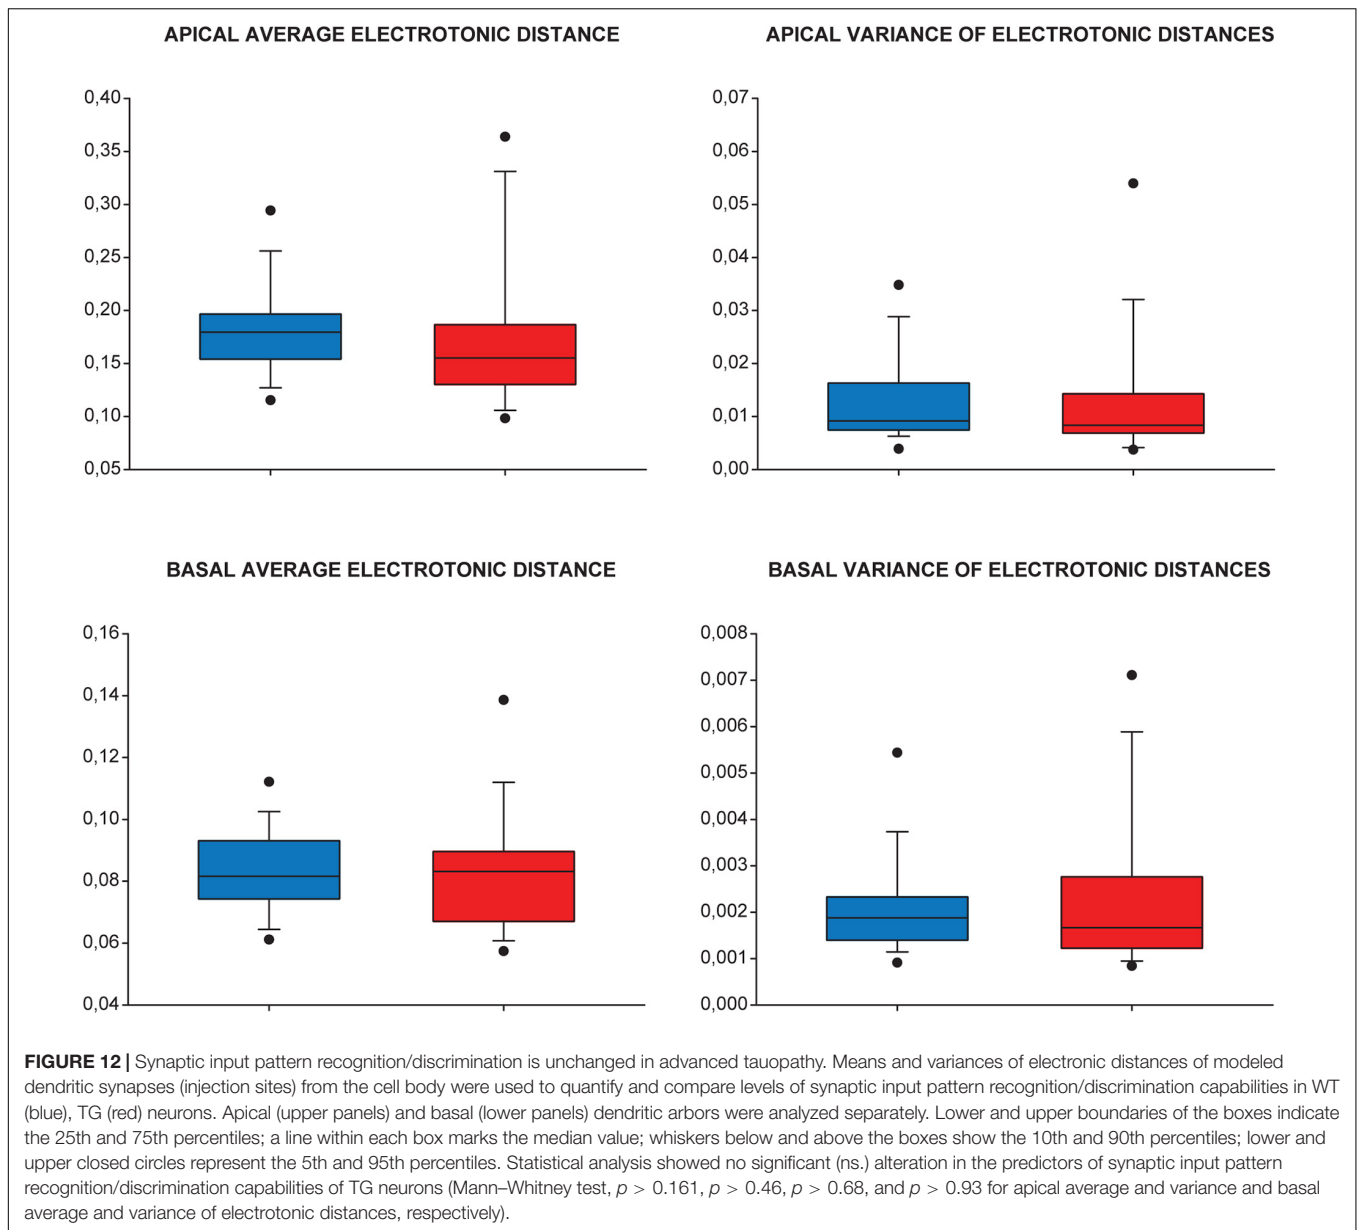 APICAL AVERAGE ELECTROTONIC DISTANCE
0,40
0,35
0,30
0,25
0,20
0,15
0,10
0,05
APICAL VARIANCE OF ELECTROTONIC DISTANCES
0,07
0,06
0,05
0,04
0,03
0,02
0,01
0,00
BASAL AVERAGE ELECTROTONIC DISTANCE
0,16
0,14
0,12
0,10
0,08
0,06
0,04
BASAL VARIANCE OF ELECTROTONIC DISTANCES
0,008
0,007
0,006
0,005
0,004
0,003
0,002
0,001
0,000
FIGURE 12 | Synaptic input pattern recognition/discrimination is unchanged in advanced tauopathy. Means and variances of electronic distances of modeled
dendritic synapses (injection sites) from the cell body were used to quantify and compare levels of synaptic input pattern recognition/discrimination capabilities in WT
(blue), TG (red) neurons. Apical (upper panels) and basal (lower panels) dendritic arbors were analyzed separately. Lower and upper boundaries of the boxes indicate
the 25th and 75th percentiles; a line within each box marks the median value; whiskers below and above the boxes show the 10th and 90th percentiles; lower and
upper closed circles represent the 5th and 95th percentiles. Statistical analysis showed no significant (ns.) alteration in the predictors of synaptic input pattern
recognition/discrimination capabilities of TG neurons (Mann–Whitney test, p > 0.161, p > 0.46, p > 0.68, and p > 0.93 for apical average and variance and basal
average and variance of electrotonic distances, respectively).